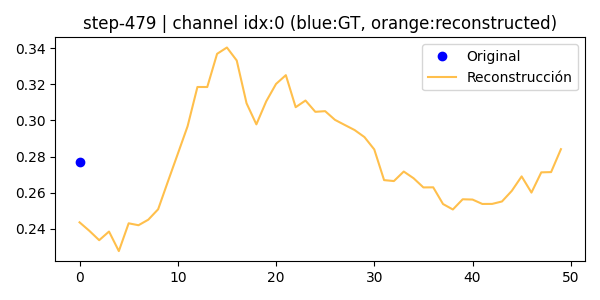 step-479 | channel idx:0 (blue:GT, orange:reconstructed)
Original
Reconstrucción
0.34
0.32
0.30
0.28
0.26
0.24
0 10 20 30 40 50